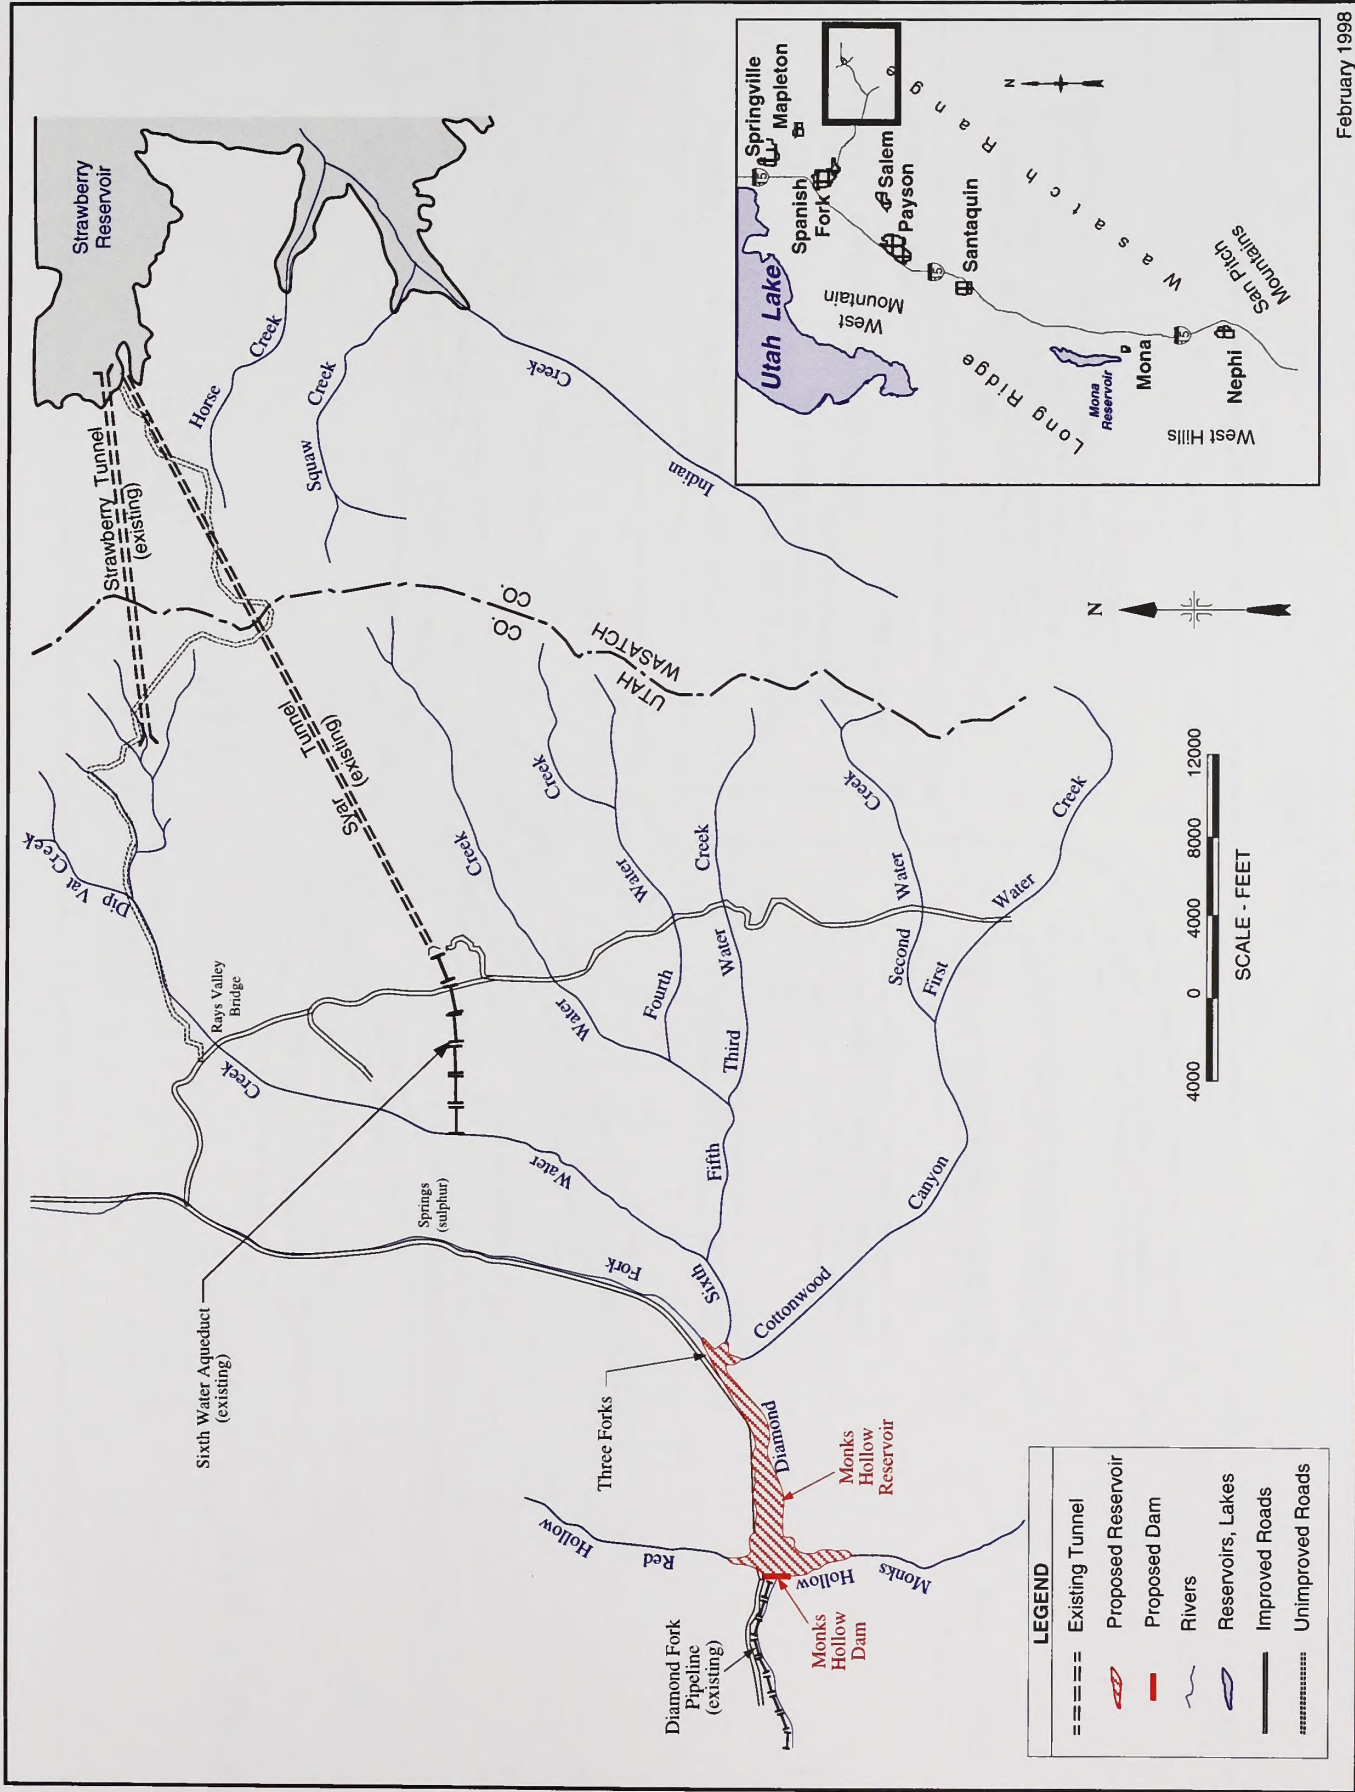 Strawberry
Reservoir
Strawberry Tunnel
(existing)
Horse
Creek
Squaw
Creek
Indian
Creek
Syar
Tunnel
(existing)
CO.
CO.
UTAH
WASATCH
Dip Vat Creek
Rays Valley
Bridge
Creek
Water
Sixth
Springs
(sulphur)
Fork
Creek
Water
Fifth
Creek
Water
Fourth
Creek
Water
Third
Creek
Water
Second
Creek
Water
First
Canyon
Cottonwood
Sixth Water Aqueduct
(existing)
Three Forks
Diamond
Monks
Hollow
Reservoir
Hollow
Red
Hollow
Monks
Monks
Hollow
Dam
Diamond Fork
Pipeline
(existing)
N
4000
0
4000
8000
12000
SCALE - FEET
LEGEND
Existing Tunnel
Proposed Reservoir
Proposed Dam
Rivers
Reservoirs, Lakes
Improved Roads
Unimproved Roads
Springville
Mapleton
15
Spanish
Fork
Salem
Payson
Utah Lake
West
Mountain
15
Santaquin
Wasatch Rang
N
Long Ridge
Mona
Reservoir
Mona
15
Nephi
West Hills
San Pitch
Mountains
February 1998